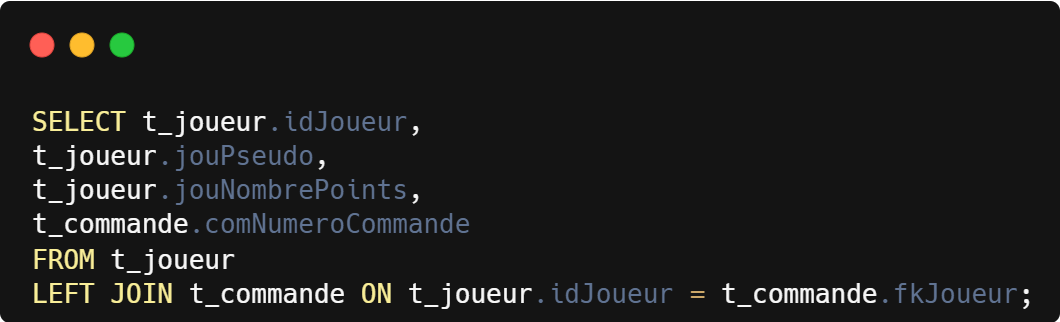 SELECT t_joueur.idJoueur,
t_joueur.jouPseudo,
t_joueur.jouNombrePoints,
t_commande.comNumeroCommande
FROM t_joueur
LEFT JOIN t_commande ON t_joueur.idJoueur = t_commande.fkJoueur;